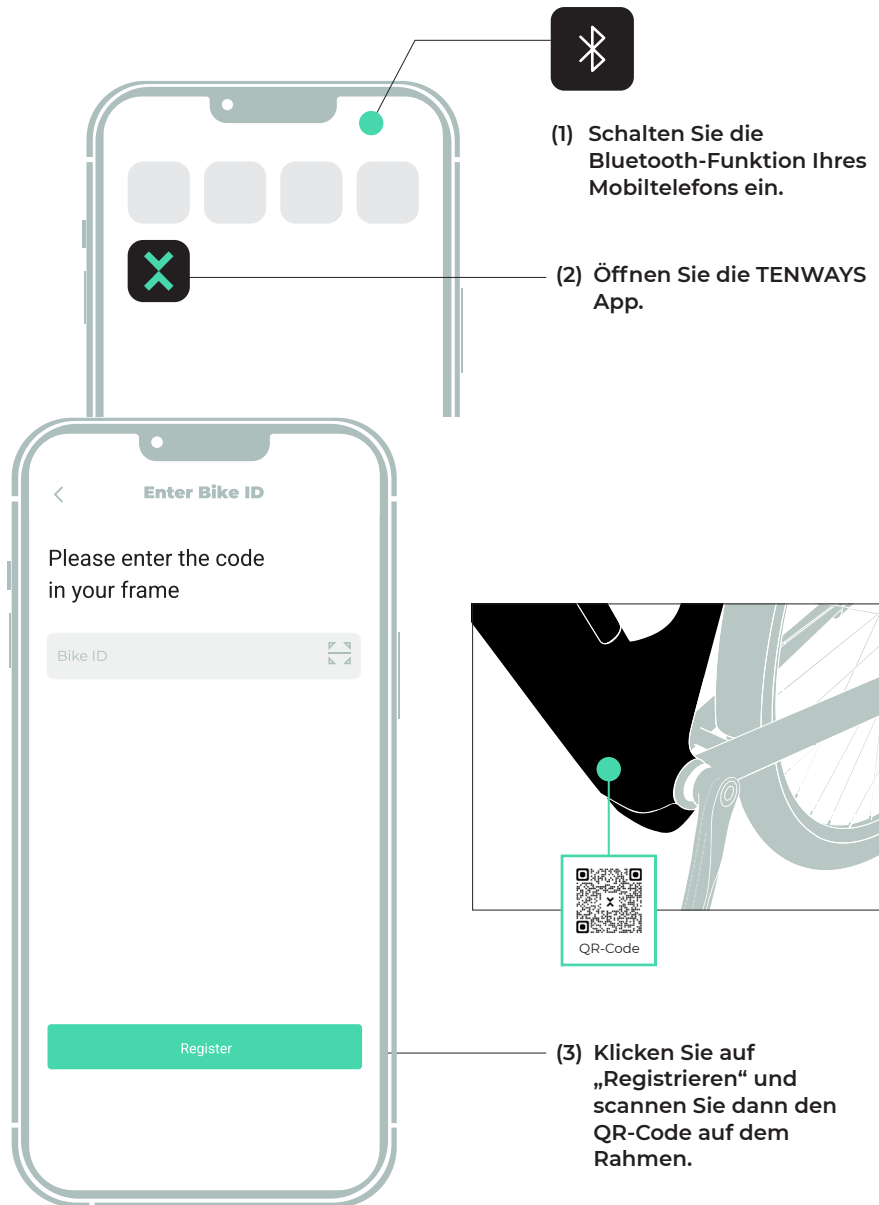 (1) Schalten Sie die
Bluetooth-Funktion Ihres
Mobiltelefons ein.
(2) Öffnen Sie die TENWAYS
App.
Enter Bike ID
Please enter the code
in your frame
Bike ID
QR-Code
Register
(3) Klicken Sie auf
„Registrieren“ und
scannen Sie dann den
QR-Code auf dem
Rahmen.